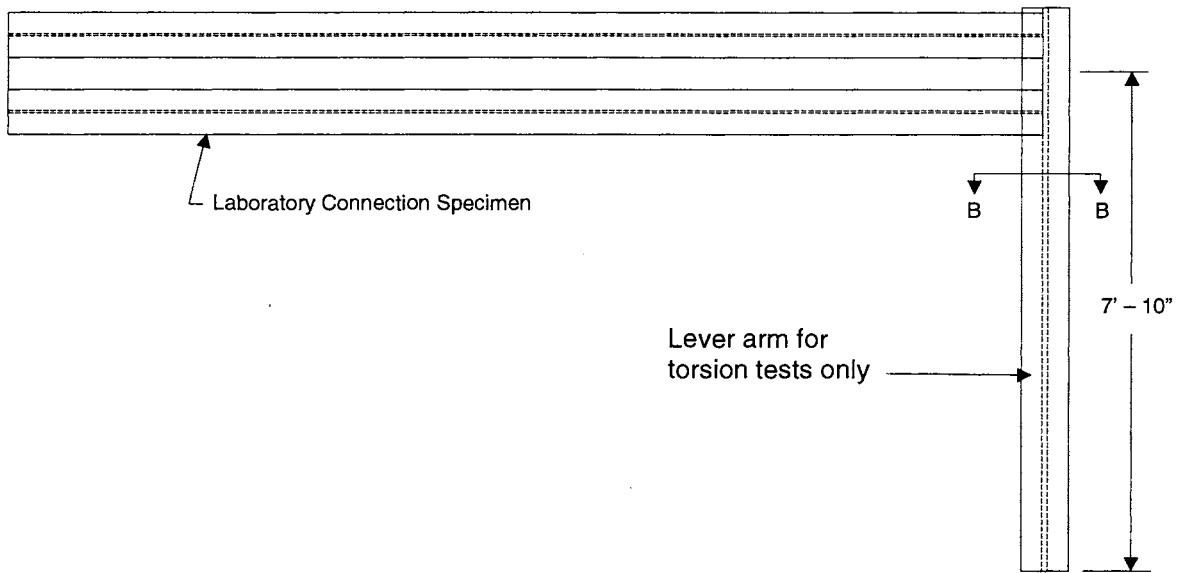 Laboratory Connection Specimen
B B
7' – 10"
Lever arm for
torsion tests only